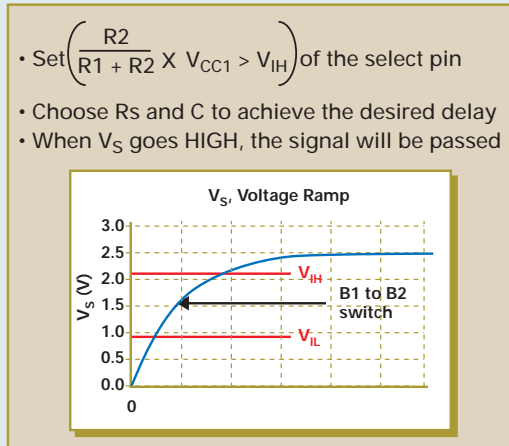 • Set(R2 / R1 + R2 X VCC1 > VIH) of the select pin
• Choose Rs and C to achieve the desired delay
• When VS goes HIGH, the signal will be passed
VS, Voltage Ramp
3.0
2.5
2.0
1.5
1.0
0.5
0.0
VS (V)
VIH
B1 to B2
switch
VIL
0